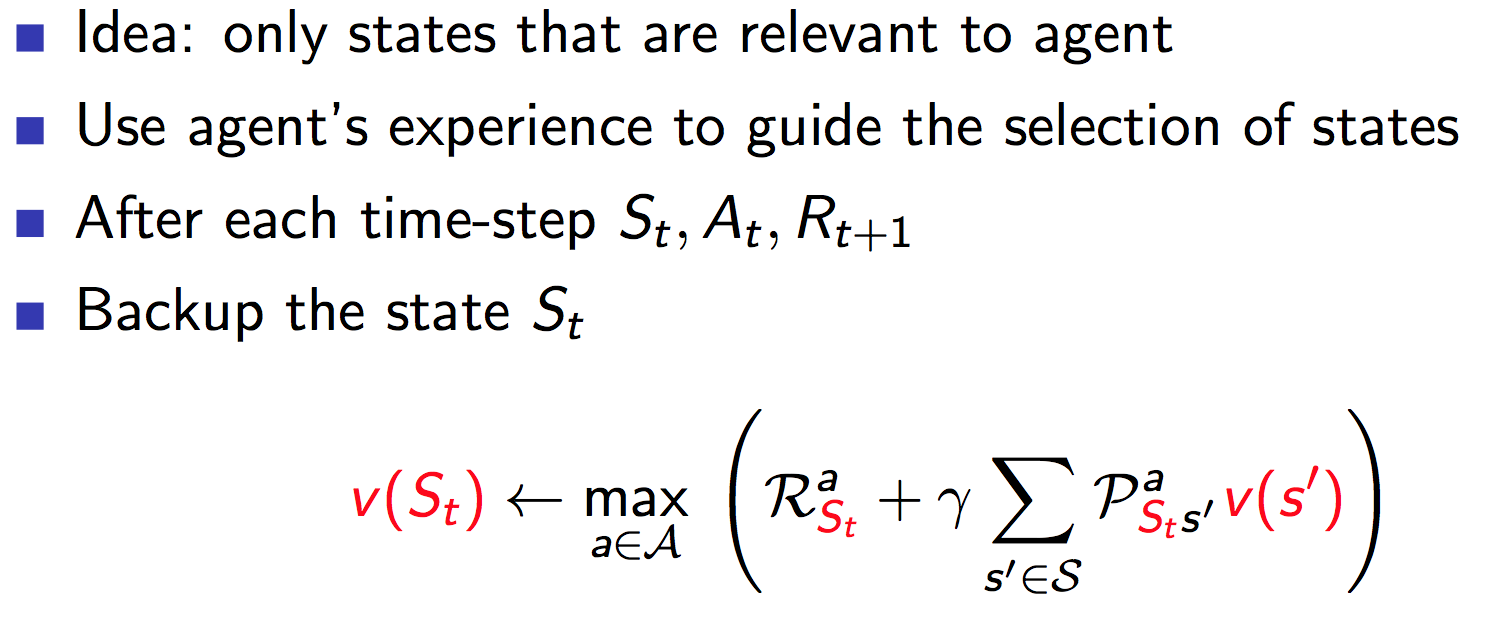 Idea: only states that are relevant to agent
Use agent's experience to guide the selection of states
After each time-step $S_t, A_t, R_{t+1}$
Backup the state $S_t$
$v(S_t) \leftarrow \max_{a \in \mathcal{A}} \left( \mathcal{R}^a_{S_t} + \gamma \sum_{s' \in \mathcal{S}} \mathcal{P}^a_{S_t s'} v(s') \right)$